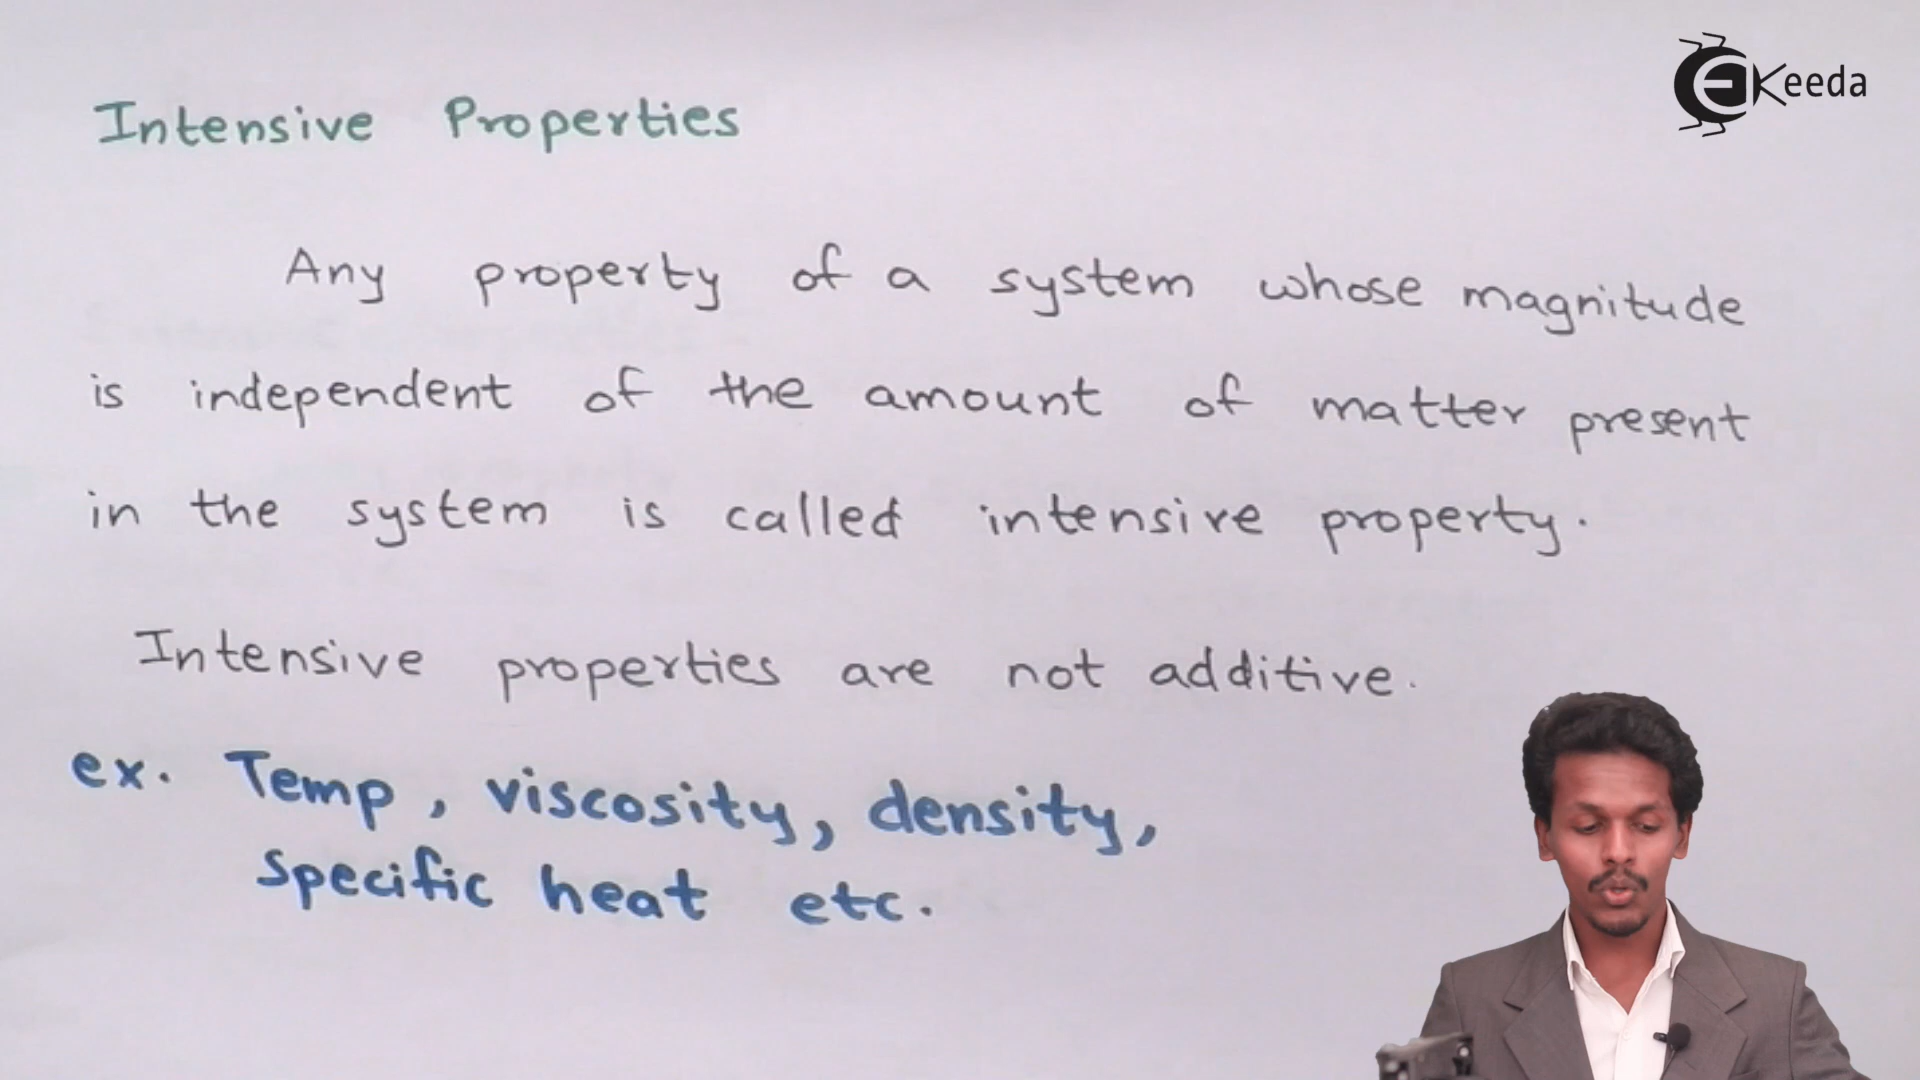 Intensive Properties
EKeeda
Any property of a system whose magnitude
is independent of the amount of matter present
in the system is called intensive property.
Intensive properties are not additive.
ex. Temp, viscosity, density,
specific heat etc.